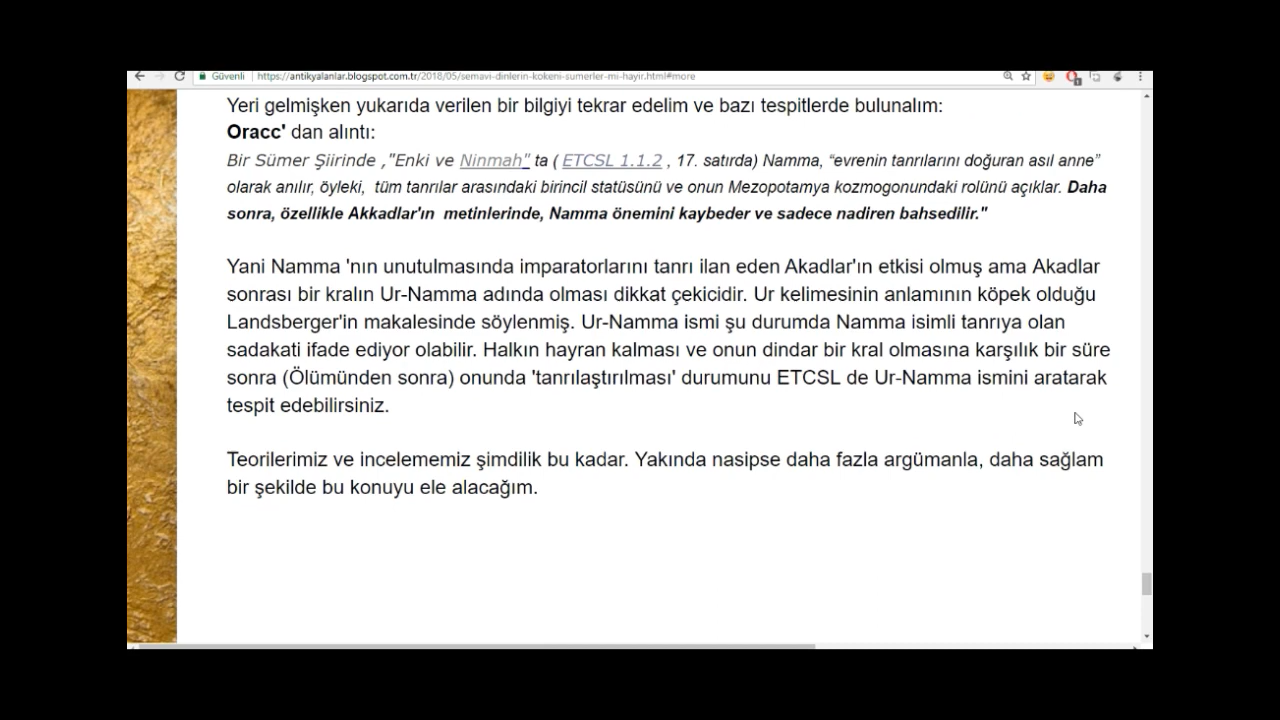 Güvenli | https://antikyalanlar.blogspot.com.tr/2018/05/semavi-dinlerin-kokeni-sumerler-mi-hayir.html#more
Yeri gelmişken yukarıda verilen bir bilgiyi tekrar edelim ve bazı tespitlerde bulunalım:
Oracc' dan alıntı:
Bir Sümer Şiirinde ,"Enki ve Ninmah" ta ( ETCSL 1.1.2 , 17. satırda) Namma, “evrenin tanrılarını doğuran asıl anne”
olarak anılır, öyleki, tüm tanrılar arasındaki birincil statüsünü ve onun Mezopotamya kozmogonundaki rolünü açıklar. Daha
sonra, özellikle Akkadlar'ın metinlerinde, Namma önemini kaybeder ve sadece nadiren bahsedilir."
Yani Namma 'nın unutulmasında imparatorlarını tanrı ilan eden Akadlar'ın etkisi olmuş ama Akadlar
sonrası bir kralın Ur-Namma adında olması dikkat çekicidir. Ur kelimesinin anlamının köpek olduğu
Landsberger'in makalesinde söylenmiş. Ur-Namma ismi şu durumda Namma isimli tanrıya olan
sadakati ifade ediyor olabilir. Halkın hayran kalması ve onun dindar bir kral olmasına karşılık bir süre
sonra (Ölümünden sonra) onunda 'tanrılaştırılması' durumunu ETCSL de Ur-Namma ismini aratarak
tespit edebilirsiniz.
Teorilerimiz ve incelememiz şimdilik bu kadar. Yakında nasipse daha fazla argümanla, daha sağlam
bir şekilde bu konuyu ele alacağım.